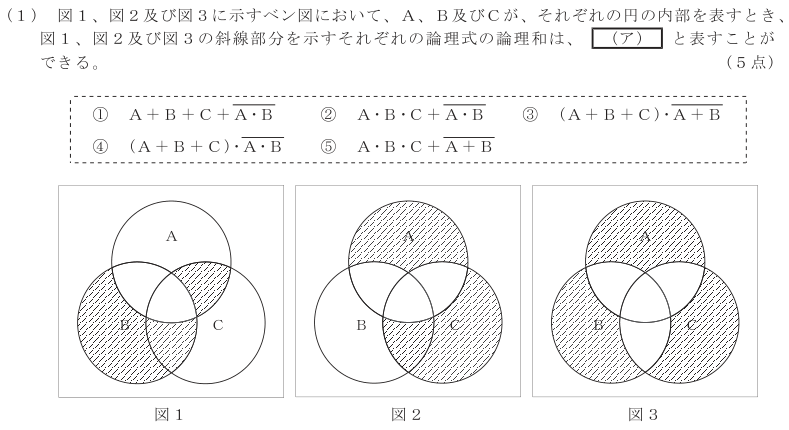 (1) 図1、図2及び図3に示すベン図において、A、B及びCが、それぞれの円の内部を表すとき、
図1、図2及び図3の斜線部分を示すそれぞれの論理式の論理和は、 (ア) と表すことが
できる。 (5点)
① A+B+C+\overline{A・B} ② A・B・C+\overline{A・B} ③ (A+B+C)・\overline{A+B}
④ (A+B+C)・\overline{A・B} ⑤ A・B・C+\overline{A+B}
A A A
B C B C B C
図1 図2 図3